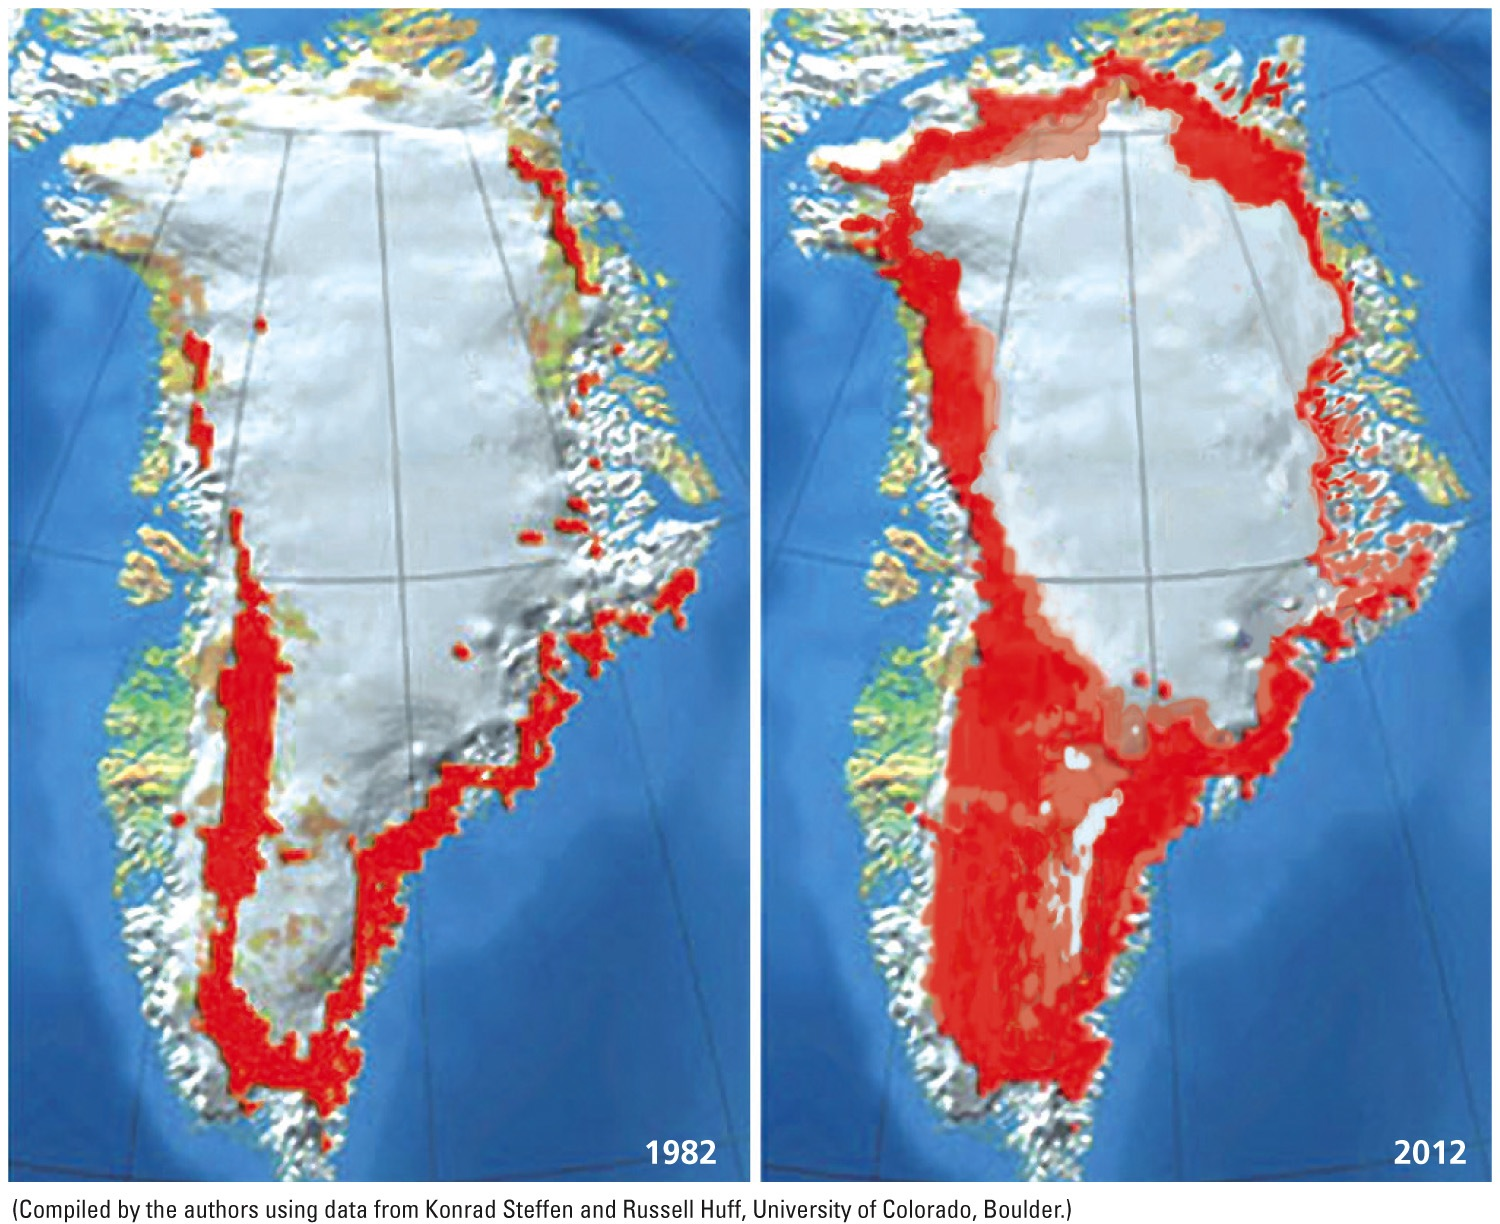 1982
2012
(Compiled by the authors using data from Konrad Steffen and Russell Huff, University of Colorado, Boulder.)